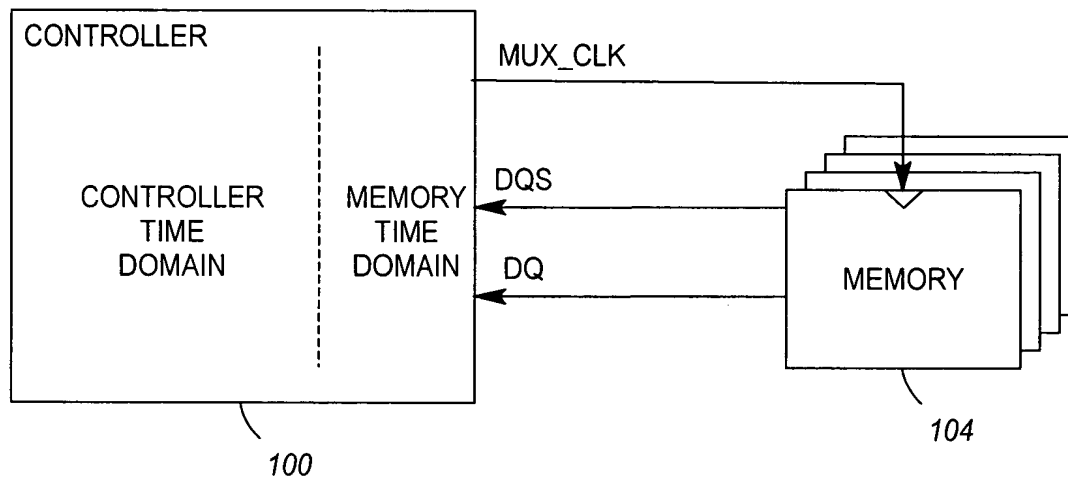 CONTROLLER
MUX_CLK
CONTROLLER
TIME
DOMAIN
MEMORY
TIME
DOMAIN
DQS
DQ
MEMORY
100
104